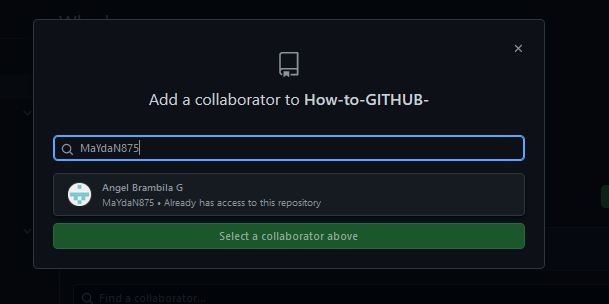 Add a collaborator to How-to-GITHUB-
MaYdaN875
Angel Brambila G
MaYdaN875 • Already has access to this repository
Select a collaborator above
Find a collaborator...